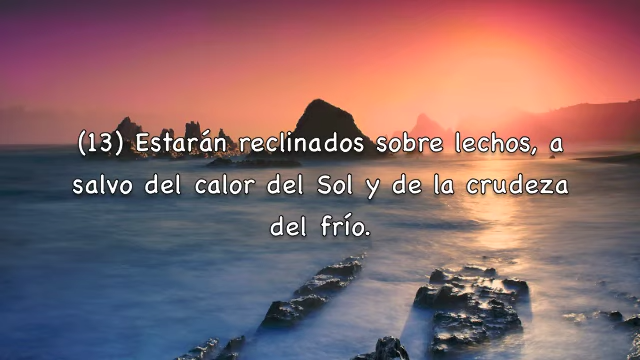 (13) Estarán reclinados sobre lechos, a
salvo del calor del Sol y de la crudeza
del frío.